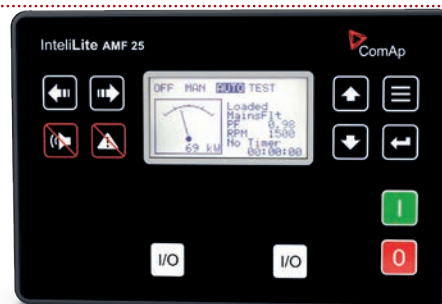 InteliLite AMF 25
ComAp
OFF MAN AUTO TEST
Loaded
MainsFlt
PF 0.98
RPM 1500
No Timer
00:00:00
69 kW
I
0
I/O
I/O